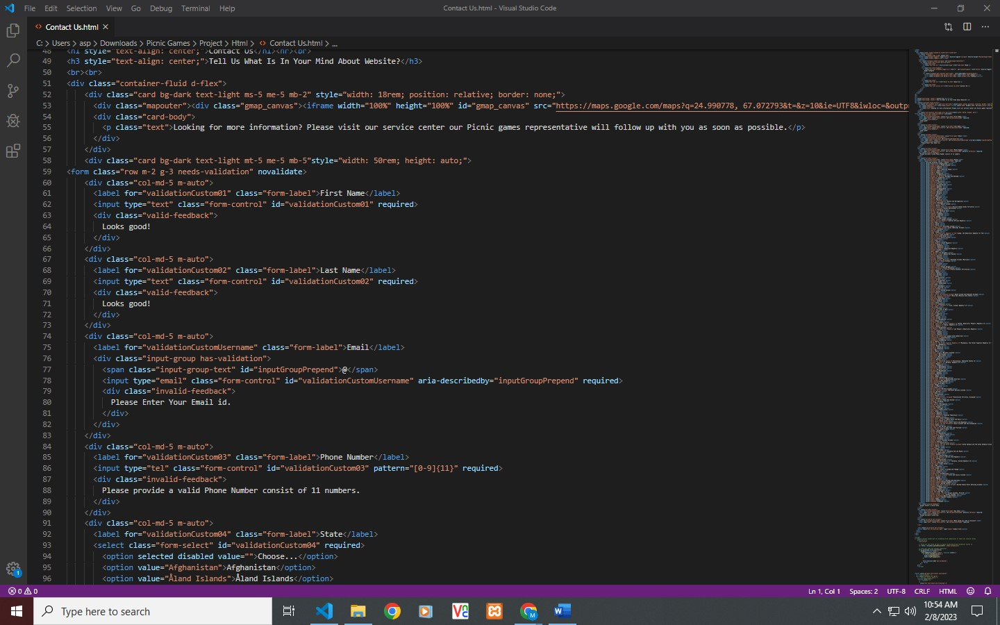 File Edit Selection View Go Debug Terminal Help
Contact Us.html - Visual Studio Code
Contact Us.html
C: > Users > asp > Downloads > Picnic Games > Project > Html > Contact Us.html > ...
48 <h1 style="text-align: center;">Contact Us</h1><hr><br>
49 <h3 style="text-align: center;">Tell Us What Is In Your Mind About Website?</h3>
50 <br><br>
51 <div class="container-fluid d-flex">
52 <div class="card bg-dark text-light ms-5 me-5 mb-2" style="width: 18rem; position: relative; border: none;">
53 <div class="mapouter"><div class="gmap_canvas"><iframe width="100%" height="100%" id="gmap_canvas" src="https://maps.google.com/maps?q=24.990778, 67.072793&t=&z=10&ie=UTF8&iwloc=&outp
54 <div class="card-body">
55 <p class="text">Looking for more information? Please visit our service center our Picnic games representative will follow up with you as soon as possible.</p>
56 </div>
57 </div>
58 <div class="card bg-dark text-light mt-5 me-5 mb-5"style="width: 50rem; height: auto;">
59 <form class="row m-2 g-3 needs-validation" novalidate>
60 <div class="col-md-5 m-auto">
61 <label for="validationCustom01" class="form-label">First Name</label>
62 <input type="text" class="form-control" id="validationCustom01" required>
63 <div class="valid-feedback">
64 Looks good!
65 </div>
66 </div>
67 <div class="col-md-5 m-auto">
68 <label for="validationCustom02" class="form-label">Last Name</label>
69 <input type="text" class="form-control" id="validationCustom02" required>
70 <div class="valid-feedback">
71 Looks good!
72 </div>
73 </div>
74 <div class="col-md-5 m-auto">
75 <label for="validationCustomUsername" class="form-label">Email</label>
76 <div class="input-group has-validation">
77 <span class="input-group-text" id="inputGroupPrepend">@</span>
78 <input type="email" class="form-control" id="validationCustomUsername" aria-describedby="inputGroupPrepend" required>
79 <div class="invalid-feedback">
80 Please Enter Your Email id.
81 </div>
82 </div>
83 </div>
84 <div class="col-md-5 m-auto">
85 <label for="validationCustom03" class="form-label">Phone Number</label>
86 <input type="tel" class="form-control" id="validationCustom03" pattern="[0-9]{11}" required>
87 <div class="invalid-feedback">
88 Please provide a valid Phone Number consist of 11 numbers.
89 </div>
90 </div>
91 <div class="col-md-5 m-auto">
92 <label for="validationCustom04" class="form-label">State</label>
93 <select class="form-select" id="validationCustom04" required>
94 <option selected disabled value="">Choose...</option>
95 <option value="Afghanistan">Afghanistan</option>
96 <option value="Åland Islands">Åland Islands</option>
1
0 0
Ln 1, Col 1 Spaces: 2 UTF-8 CRLF HTML
Type here to search
10:54 AM
2/8/2023